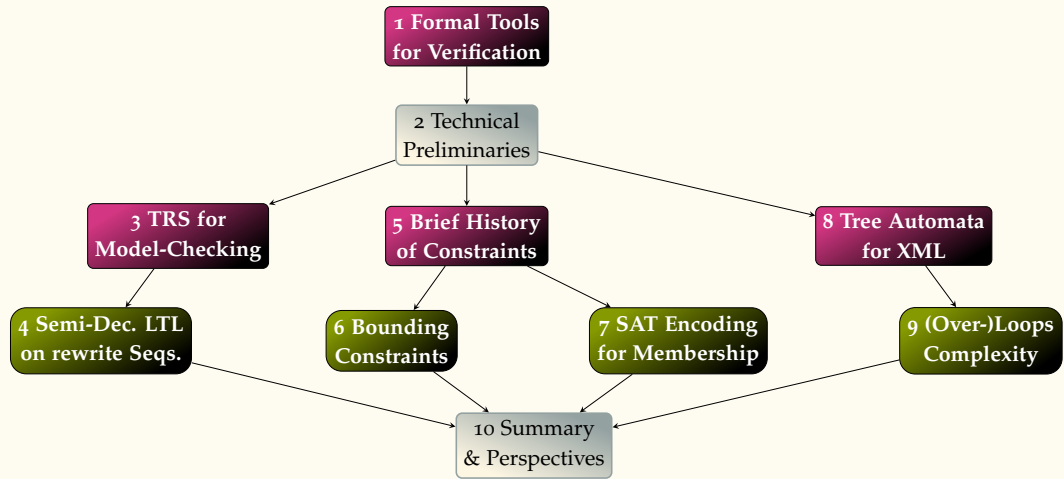 1 Formal Tools
for Verification
2 Technical
Preliminaries
3 TRS for
Model-Checking
5 Brief History
of Constraints
8 Tree Automata
for XML
4 Semi-Dec. LTL
on rewrite Seqs.
6 Bounding
Constraints
7 SAT Encoding
for Membership
9 (Over-)Loops
Complexity
10 Summary
& Perspectives